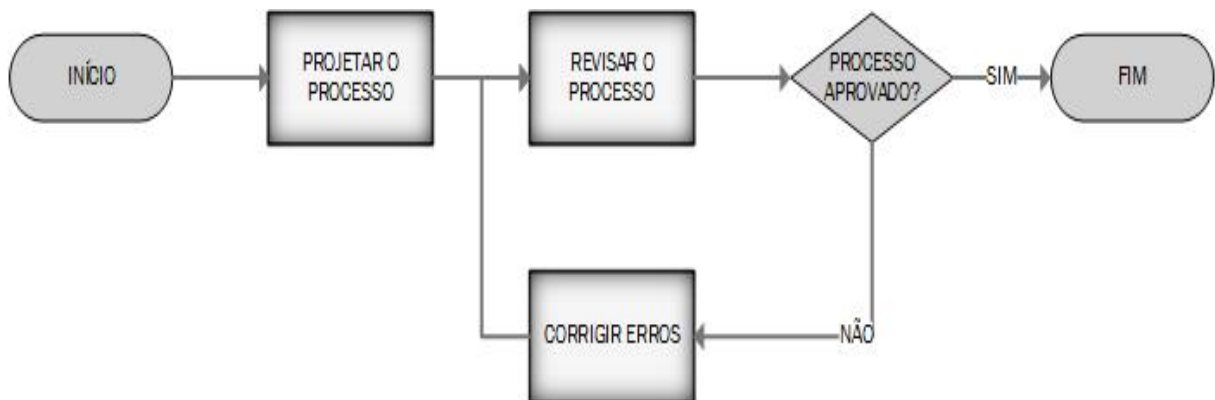 INÍCIO
PROJETAR O
PROCESSO
REVISAR O
PROCESSO
PROCESSO
APROVADO?
SIM
FIM
NÃO
CORRIGIR ERROS